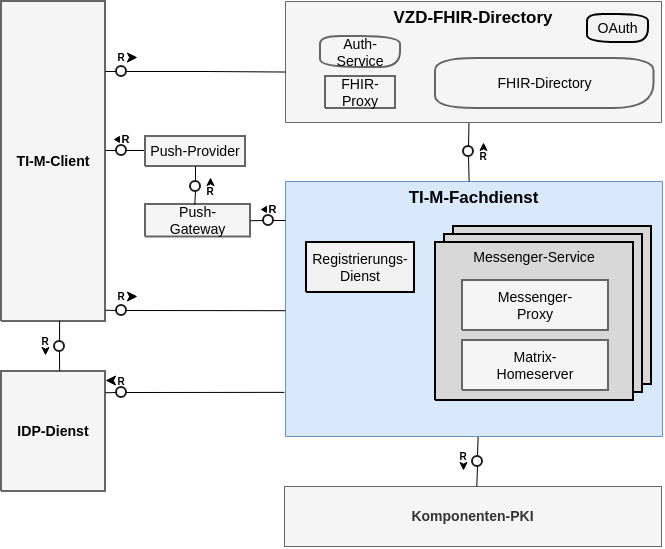 VZD-FHIR-Directory
OAuth
Auth-
Service
FHIR-
Proxy
FHIR-Directory
R
TI-M-Client
R
Push-Provider
R
R
Push-
Gateway
R
TI-M-Fachdienst
Registrierungs-
Dienst
Messenger-Service
Messenger-
Proxy
Matrix-
Homeserver
R
R
R
IDP-Dienst
R
Komponenten-PKI